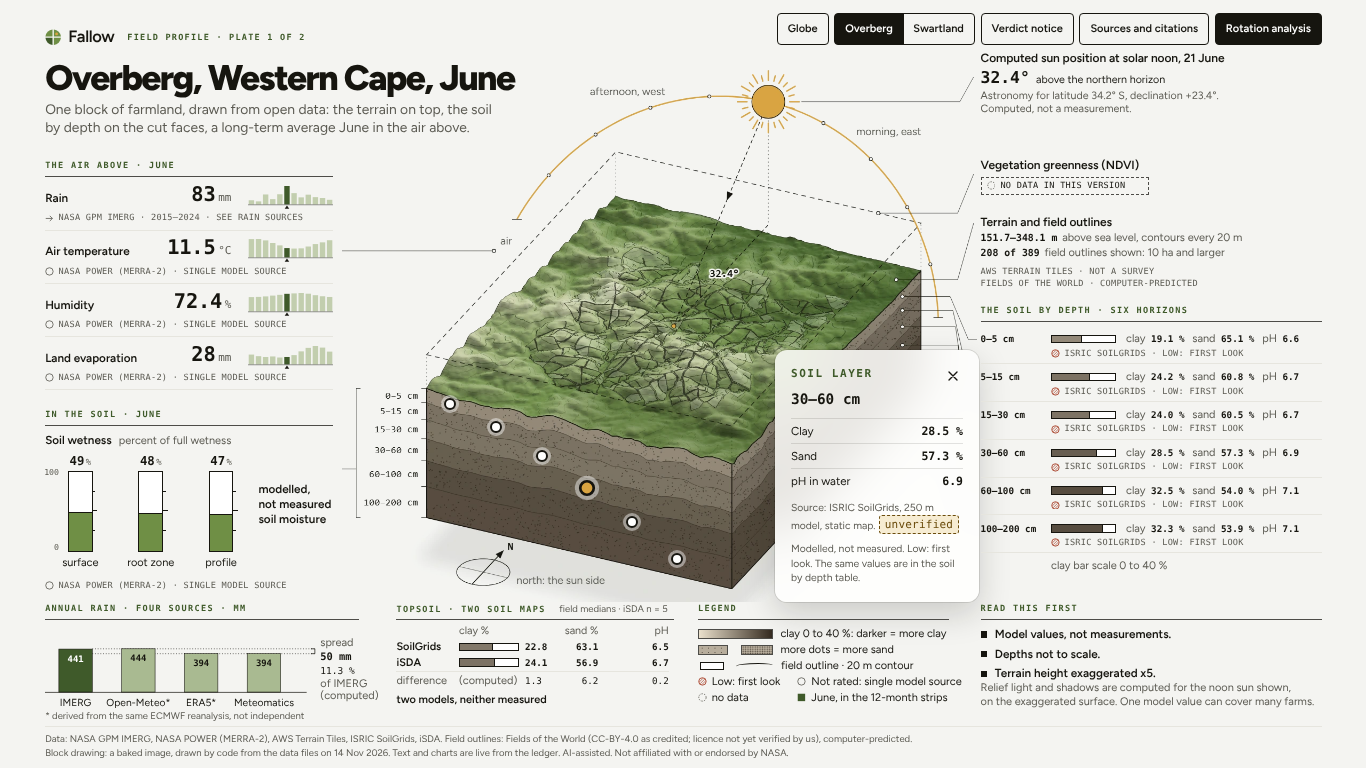 Fallow
FIELD PROFILE · PLATE 1 OF 2
Globe
Overberg
Swartland
Verdict notice
Sources and citations
Rotation analysis
Overberg, Western Cape, June
One block of farmland, drawn from open data: the terrain on top, the soil
by depth on the cut faces, a long-term average June in the air above.
THE AIR ABOVE · JUNE
Rain 83 mm
→ NASA GPM IMERG · 2015–2024 · SEE RAIN SOURCES
Air temperature 11.5 °C
NASA POWER (MERRA-2) · SINGLE MODEL SOURCE
Humidity 72.4 %
NASA POWER (MERRA-2) · SINGLE MODEL SOURCE
Land evaporation 28 mm
NASA POWER (MERRA-2) · SINGLE MODEL SOURCE
IN THE SOIL · JUNE
Soil wetness percent of full wetness
49% 48% 47%
100
0
surface root zone profile
modelled,
not measured
soil moisture
NASA POWER (MERRA-2) · SINGLE MODEL SOURCE
afternoon, west
morning, east
air
32.4°
0–5 cm
5–15 cm
15–30 cm
30–60 cm
60–100 cm
100–200 cm
N
north: the sun side
Computed sun position at solar noon, 21 June
32.4° above the northern horizon
Astronomy for latitude 34.2° S, declination +23.4°.
Computed, not a measurement.
Vegetation greenness (NDVI)
NO DATA IN THIS VERSION
Terrain and field outlines
151.7–348.1 m above sea level, contours every 20 m
208 of 389 field outlines shown: 10 ha and larger
AWS TERRAIN TILES · NOT A SURVEY
FIELDS OF THE WORLD · COMPUTER-PREDICTED
THE SOIL BY DEPTH · SIX HORIZONS
0–5 cm clay 19.1 % sand 65.1 % pH 6.6
ISRIC SOILGRIDS · LOW: FIRST LOOK
5–15 cm clay 24.2 % sand 60.8 % pH 6.7
ISRIC SOILGRIDS · LOW: FIRST LOOK
15–30 cm clay 24.0 % sand 60.5 % pH 6.7
ISRIC SOILGRIDS · LOW: FIRST LOOK
30–60 cm clay 28.5 % sand 57.3 % pH 6.9
ISRIC SOILGRIDS · LOW: FIRST LOOK
60–100 cm clay 32.5 % sand 54.0 % pH 7.1
ISRIC SOILGRIDS · LOW: FIRST LOOK
100–200 cm clay 32.3 % sand 53.9 % pH 7.1
ISRIC SOILGRIDS · LOW: FIRST LOOK
clay bar scale 0 to 40 %
SOIL LAYER
30–60 cm
Clay 28.5 %
Sand 57.3 %
pH in water 6.9
Source: ISRIC SoilGrids, 250 m
model, static map. unverified
Modelled, not measured. Low: first
look. The same values are in the soil
by depth table.
ANNUAL RAIN · FOUR SOURCES · MM
441 444 394 394
IMERG Open-Meteo* ERA5* Meteomatics
spread
50 mm
11.3 %
of IMERG
(computed)
* derived from the same ECMWF reanalysis, not independent
TOPSOIL · TWO SOIL MAPS field medians · iSDA n = 5
clay % sand % pH
SoilGrids 22.8 63.1 6.5
iSDA 24.1 56.9 6.7
difference (computed) 1.3 6.2 0.2
two models, neither measured
LEGEND
clay 0 to 40 %: darker = more clay
more dots = more sand
field outline · 20 m contour
Low: first look Not rated: single model source
no data June, in the 12-month strips
READ THIS FIRST
Model values, not measurements.
Depths not to scale.
Terrain height exaggerated x5.
Relief light and shadows are computed for the noon sun shown,
on the exaggerated surface. One model value can cover many farms.
Data: NASA GPM IMERG, NASA POWER (MERRA-2), AWS Terrain Tiles, ISRIC SoilGrids, iSDA. Field outlines: Fields of the World (CC-BY-4.0 as credited; licence not yet verified by us), computer-predicted.
Block drawing: a baked image, drawn by code from the data files on 14 Nov 2026. Text and charts are live from the ledger. AI-assisted. Not affiliated with or endorsed by NASA.